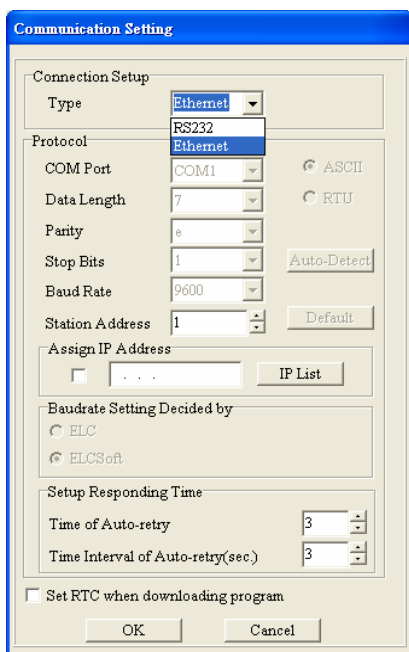 Communication Setting
Connection Setup
Type Ethernet
RS232
Ethernet
Protocol
COM Port COM1 ASCII
Data Length 7 RTU
Parity e
Stop Bits 1 Auto-Detect
Baud Rate 9600
Station Address 1 Default
Assign IP Address
. . . IP List
Baudrate Setting Decided by
ELC
ELCSoft
Setup Responding Time
Time of Auto-retry 3
Time Interval of Auto-retry(sec.) 3
Set RTC when downloading program
OK Cancel